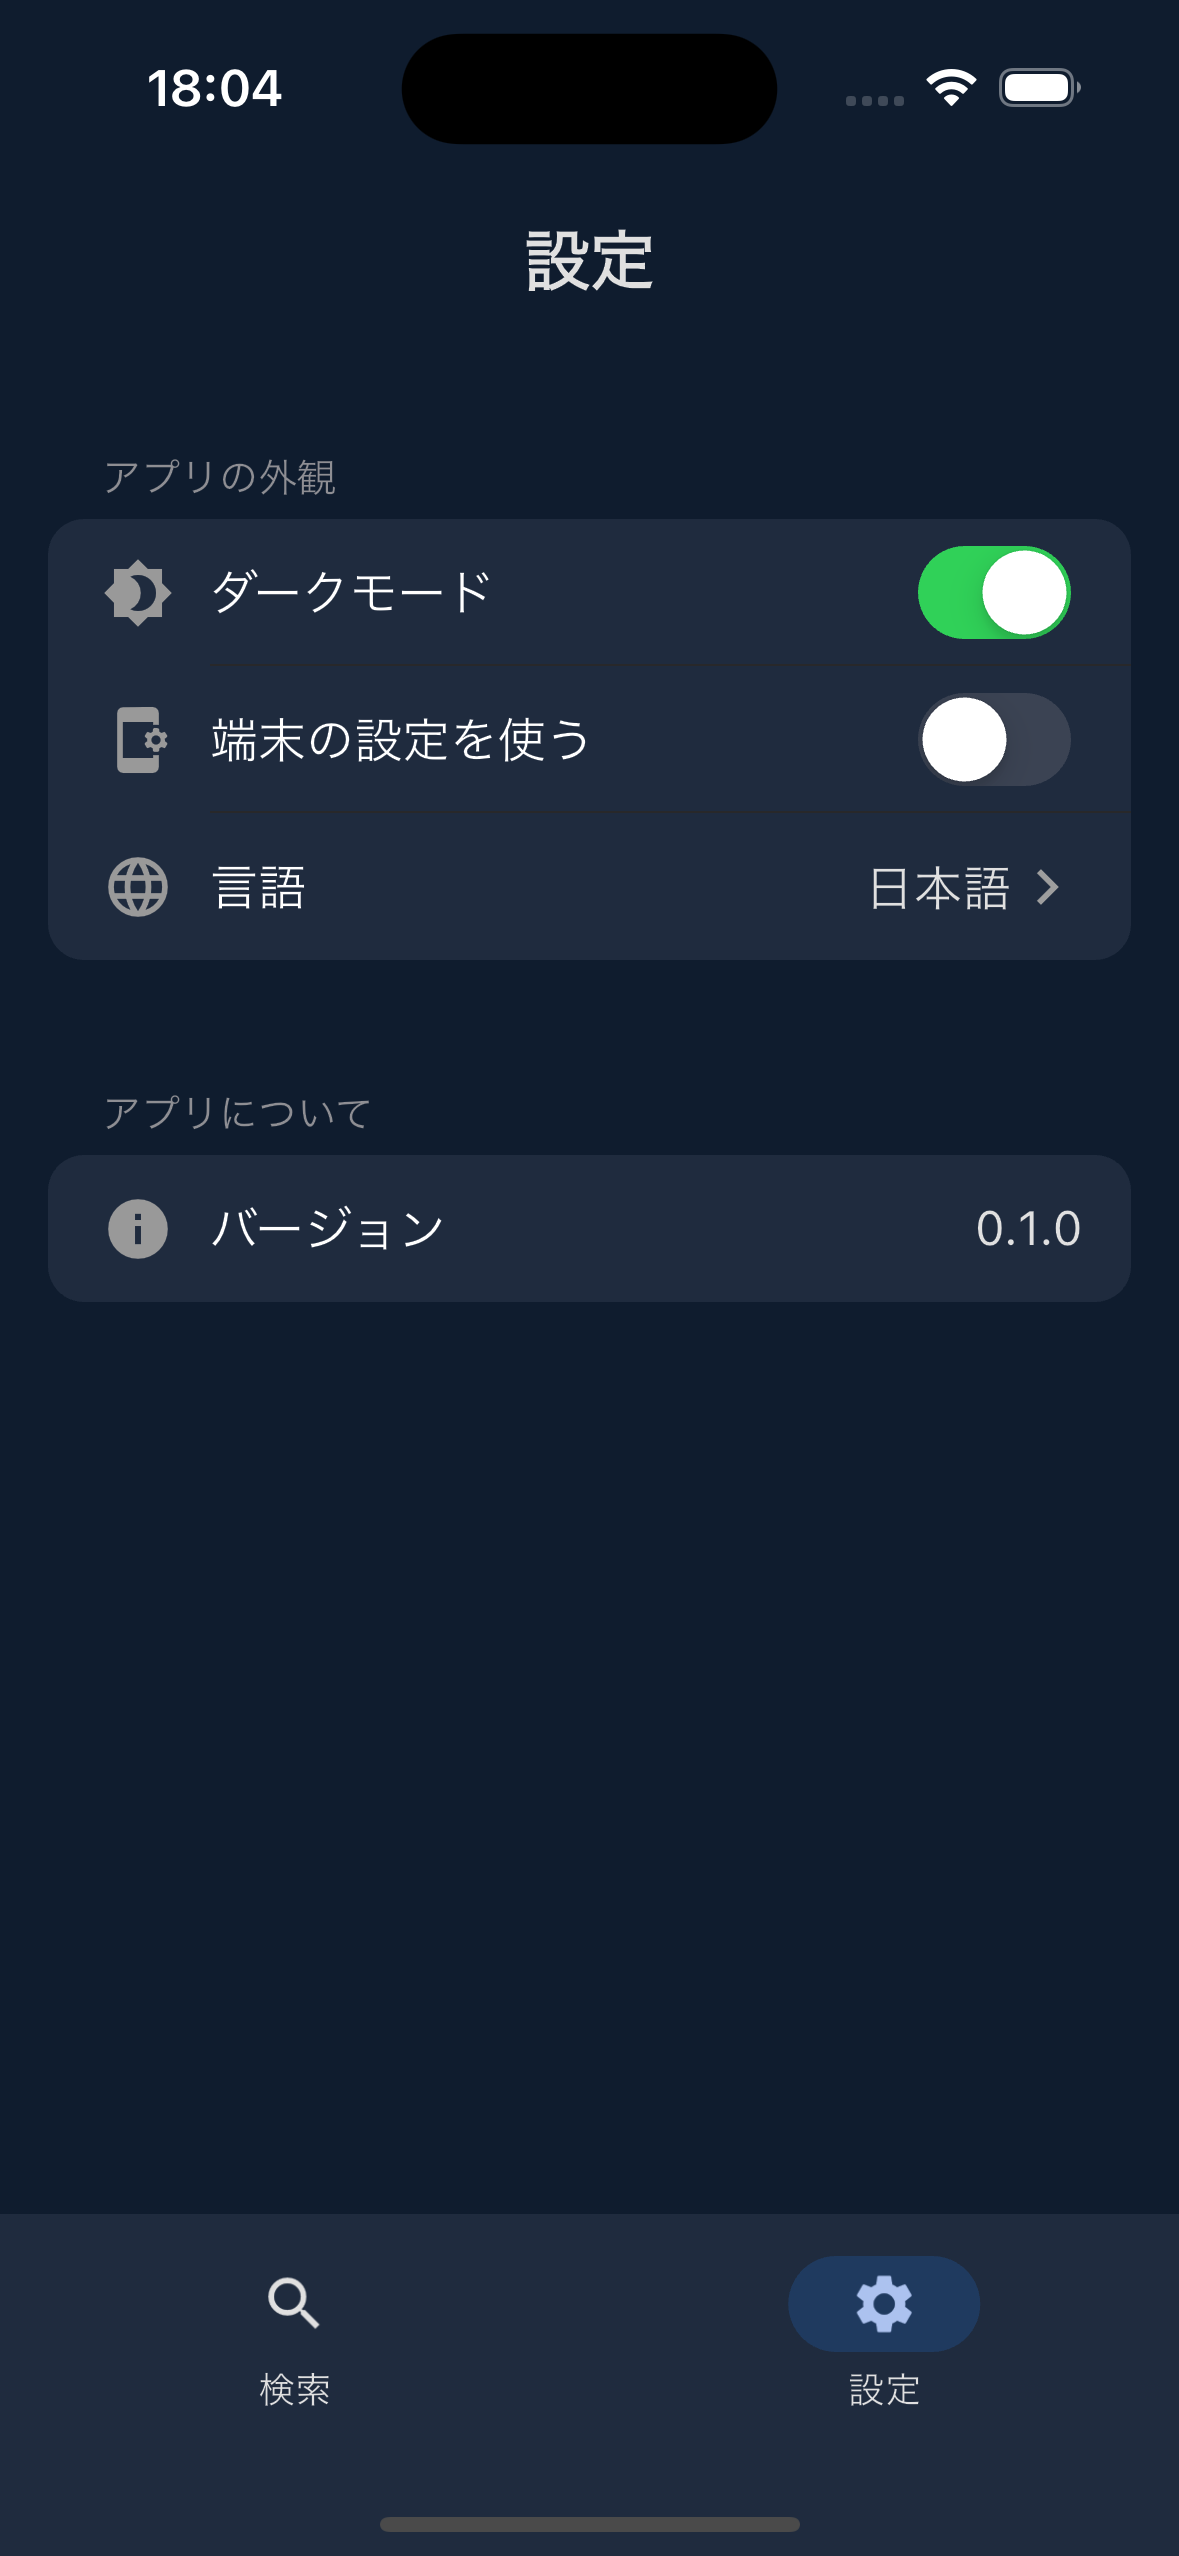 18:04
設定
アプリの外観
ダークモード
端末の設定を使う
言語 日本語
アプリについて
バージョン 0.1.0
検索 設定